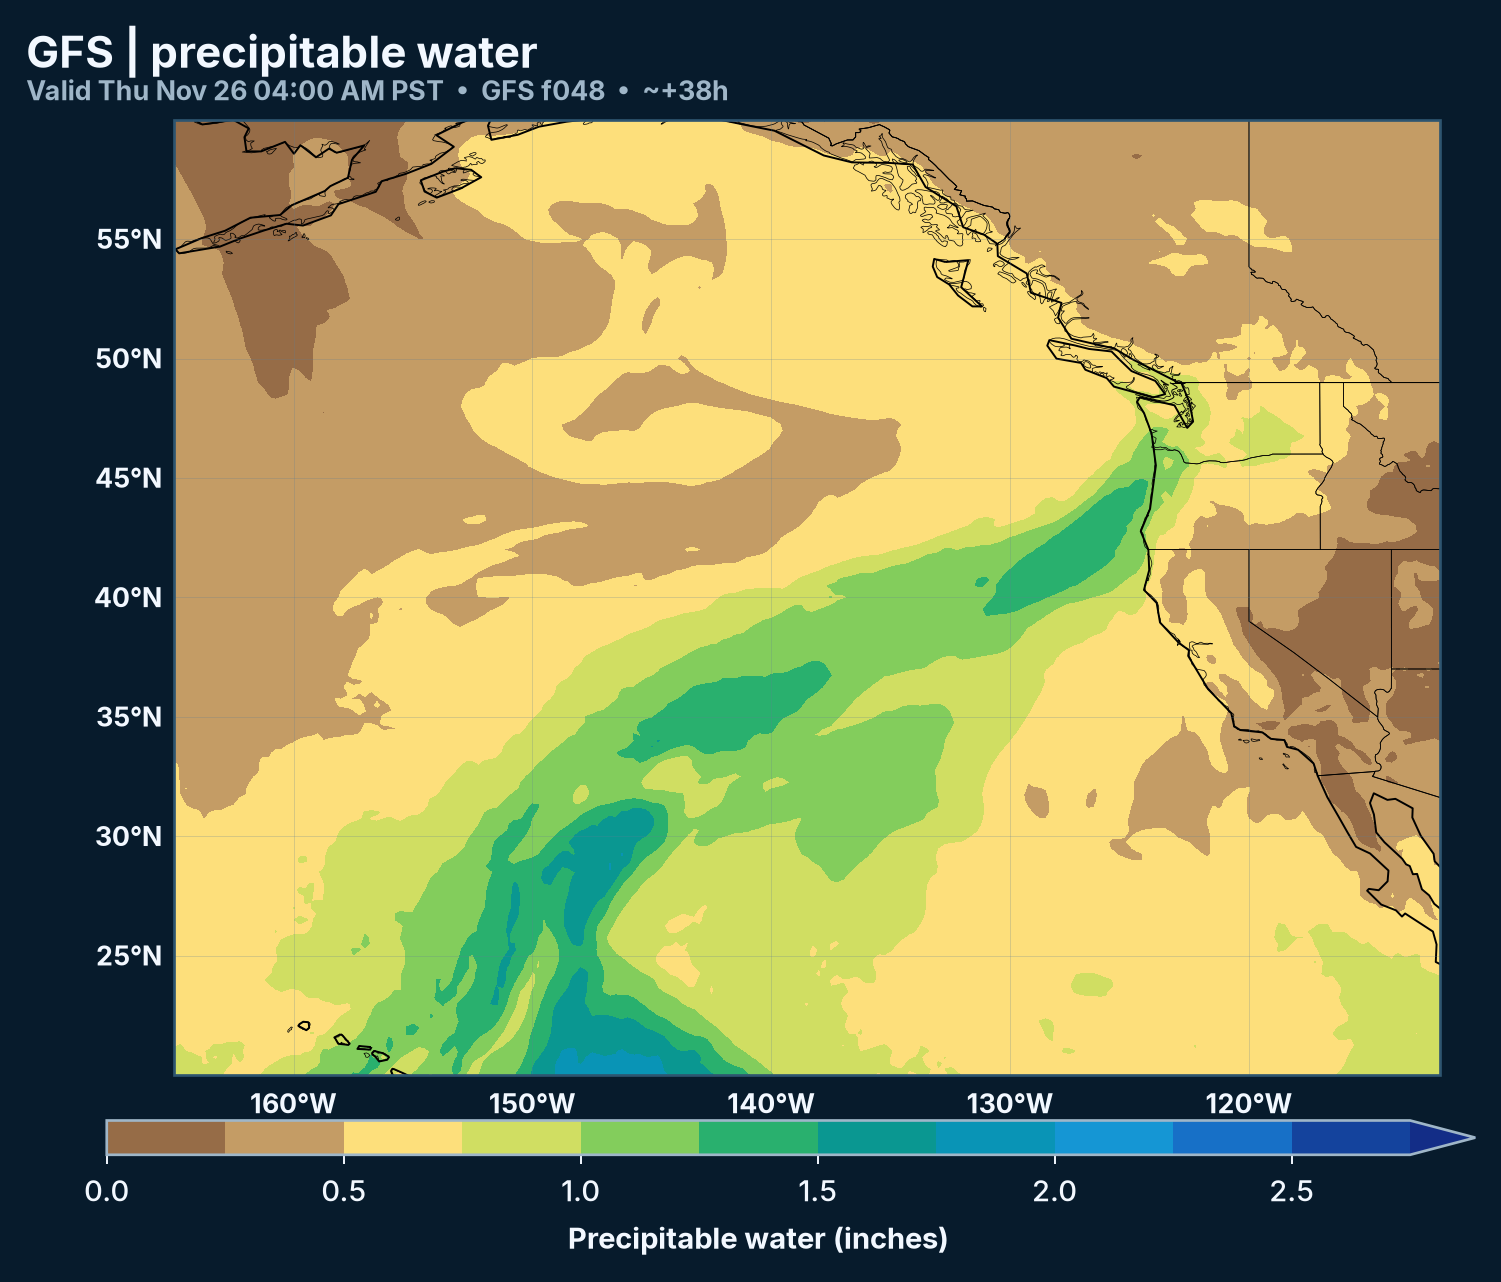 GFS | precipitable water
Valid Thu Nov 26 04:00 AM PST • GFS f048 • ~+38h
55°N
50°N
45°N
40°N
35°N
30°N
25°N
160°W 150°W 140°W 130°W 120°W
0.0 0.5 1.0 1.5 2.0 2.5
Precipitable water (inches)